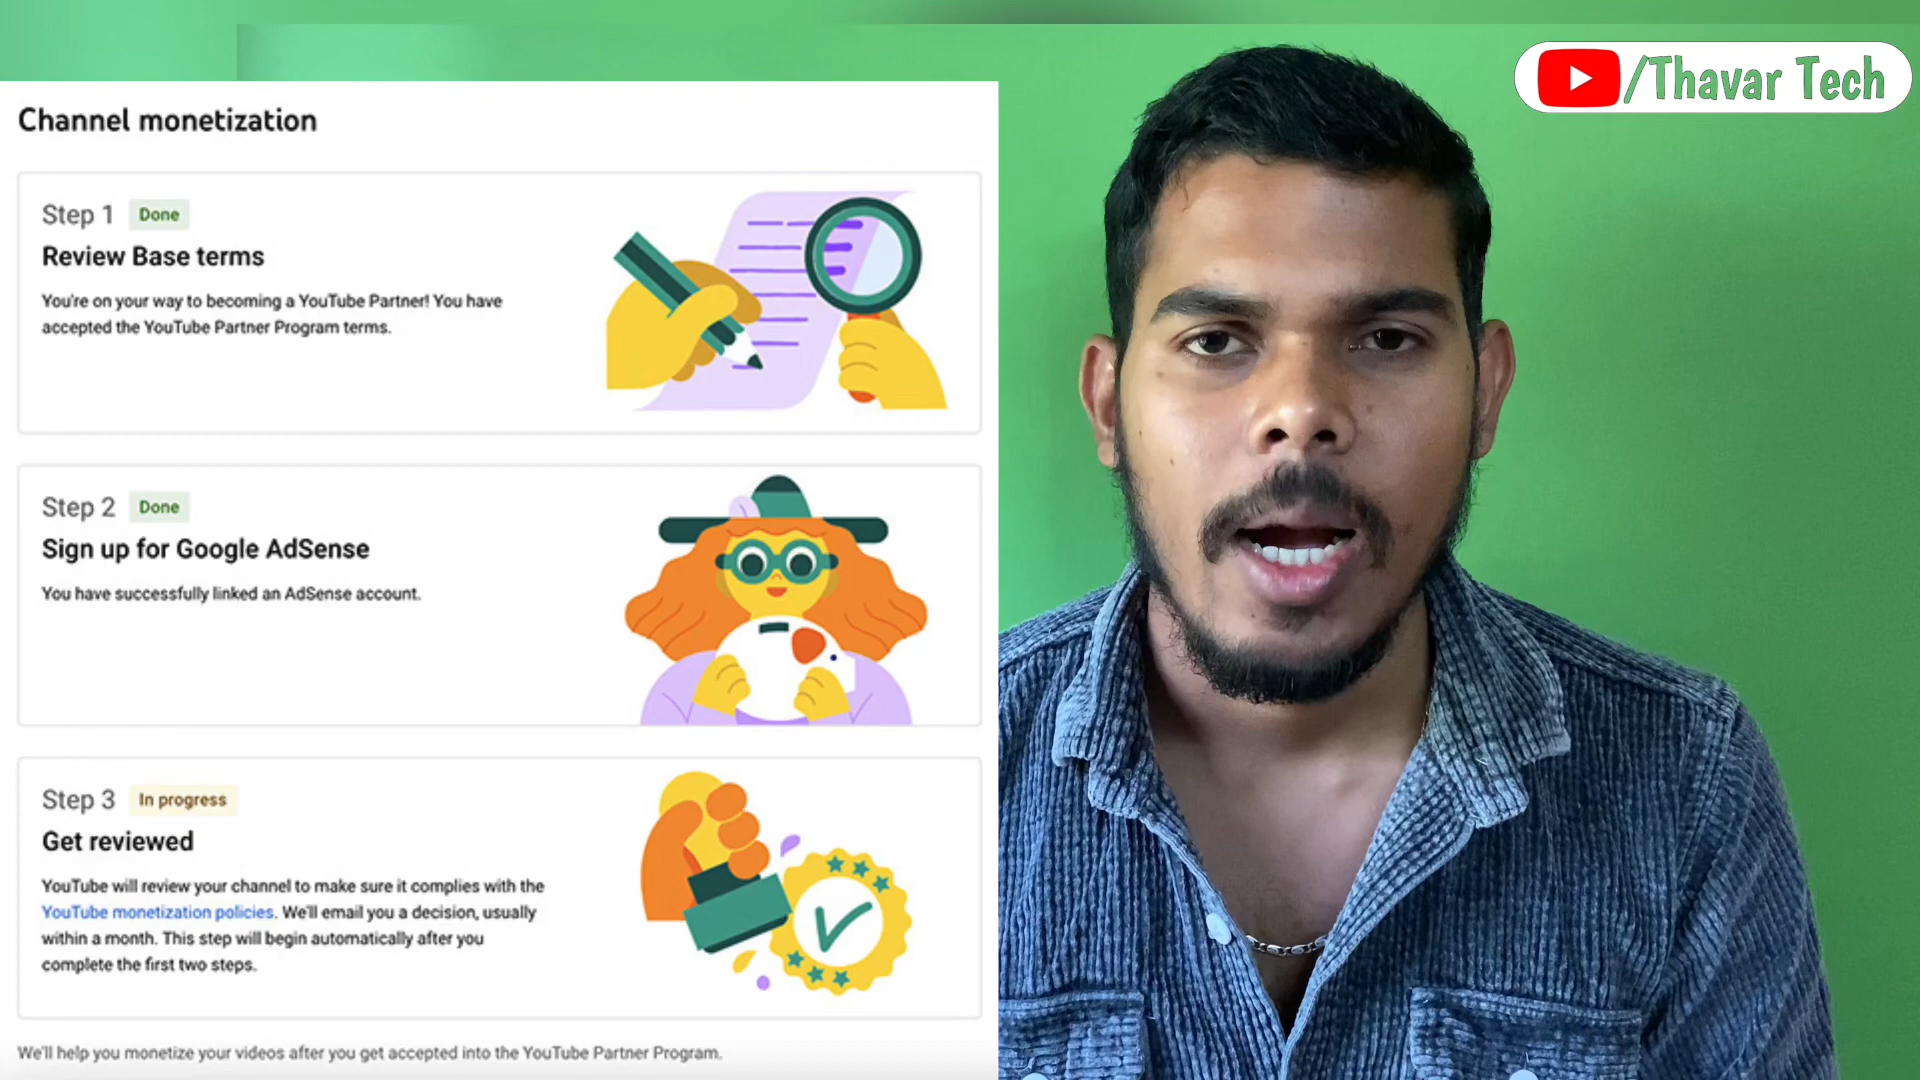 /Thavar Tech
Channel monetization
Step 1 Done
Review Base terms
You're on your way to becoming a YouTube Partner! You have
accepted the YouTube Partner Program terms.
Step 2 Done
Sign up for Google AdSense
You have successfully linked an AdSense account.
Step 3 In progress
Get reviewed
YouTube will review your channel to make sure it complies with the
YouTube monetization policies. We'll email you a decision, usually
within a month. This step will begin automatically after you
complete the first two steps.
We'll help you monetize your videos after you get accepted into the YouTube Partner Program.